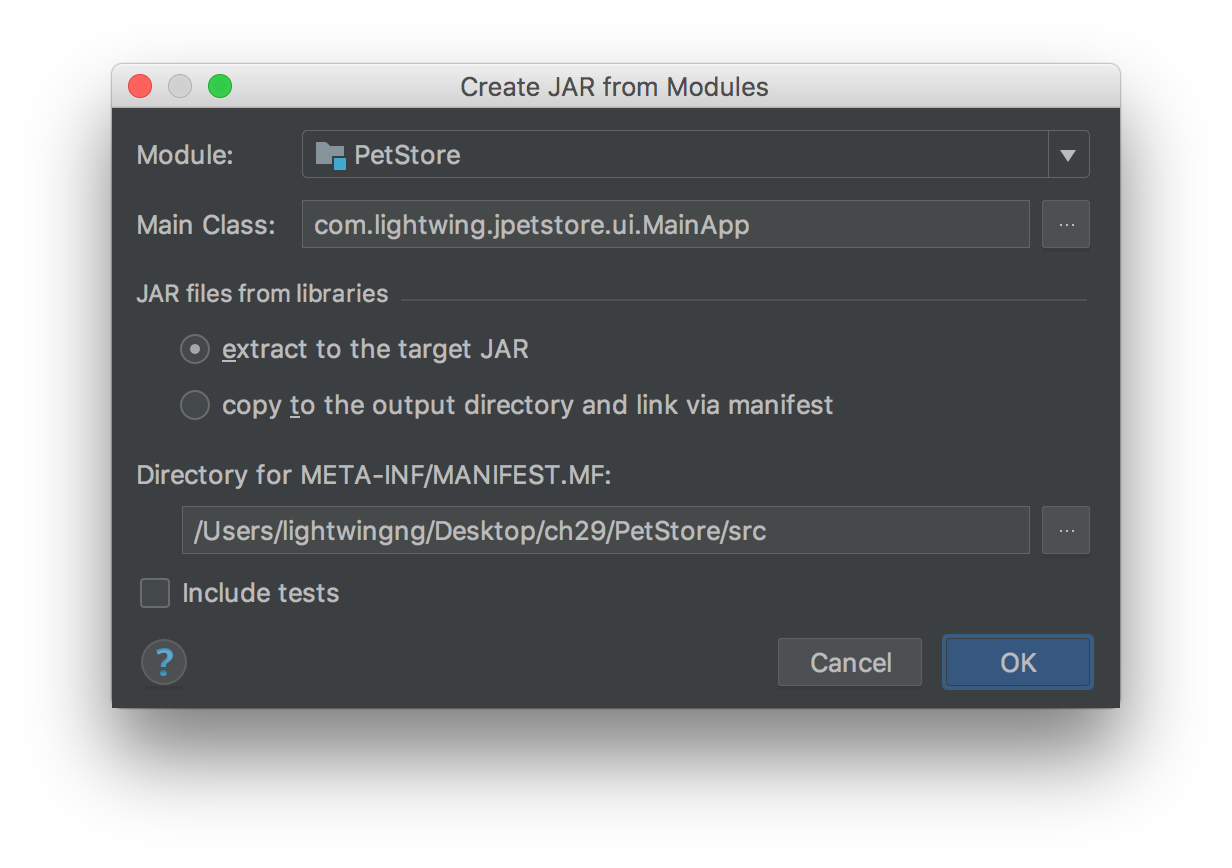 Create JAR from Modules
Module: PetStore
Main Class: com.lightwing.jpetstore.ui.MainApp ...
JAR files from libraries
extract to the target JAR
copy to the output directory and link via manifest
Directory for META-INF/MANIFEST.MF:
/Users/lightwingng/Desktop/ch29/PetStore/src ...
Include tests
? Cancel OK